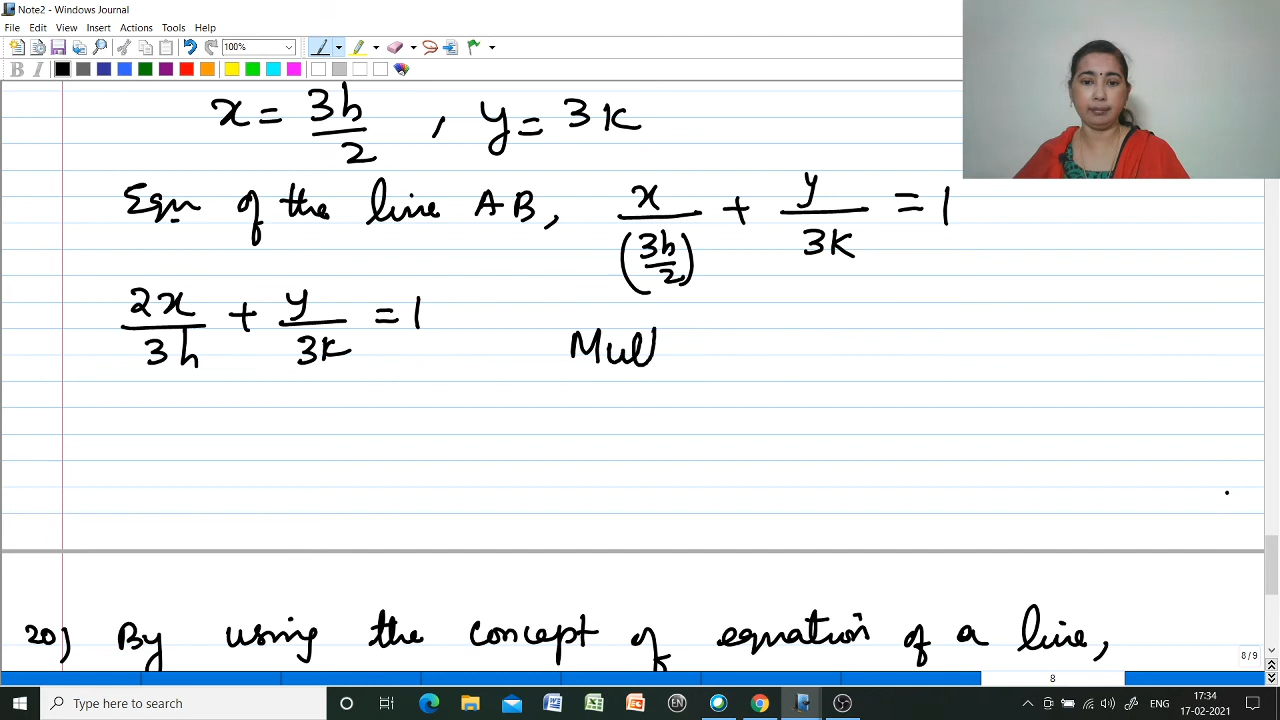 Note2 - Windows Journal
File Edit View Insert Actions Tools Help
100%
B I
x = 3h/2 , y = 3k
Eqn of the line AB, x/(3h/2) + y/3k = 1
2x/3h + y/3k = 1 Mul
20) By using the concept of equation of a line,
8/9
8
Type here to search
EN
ENG
17:34
17-02-2021